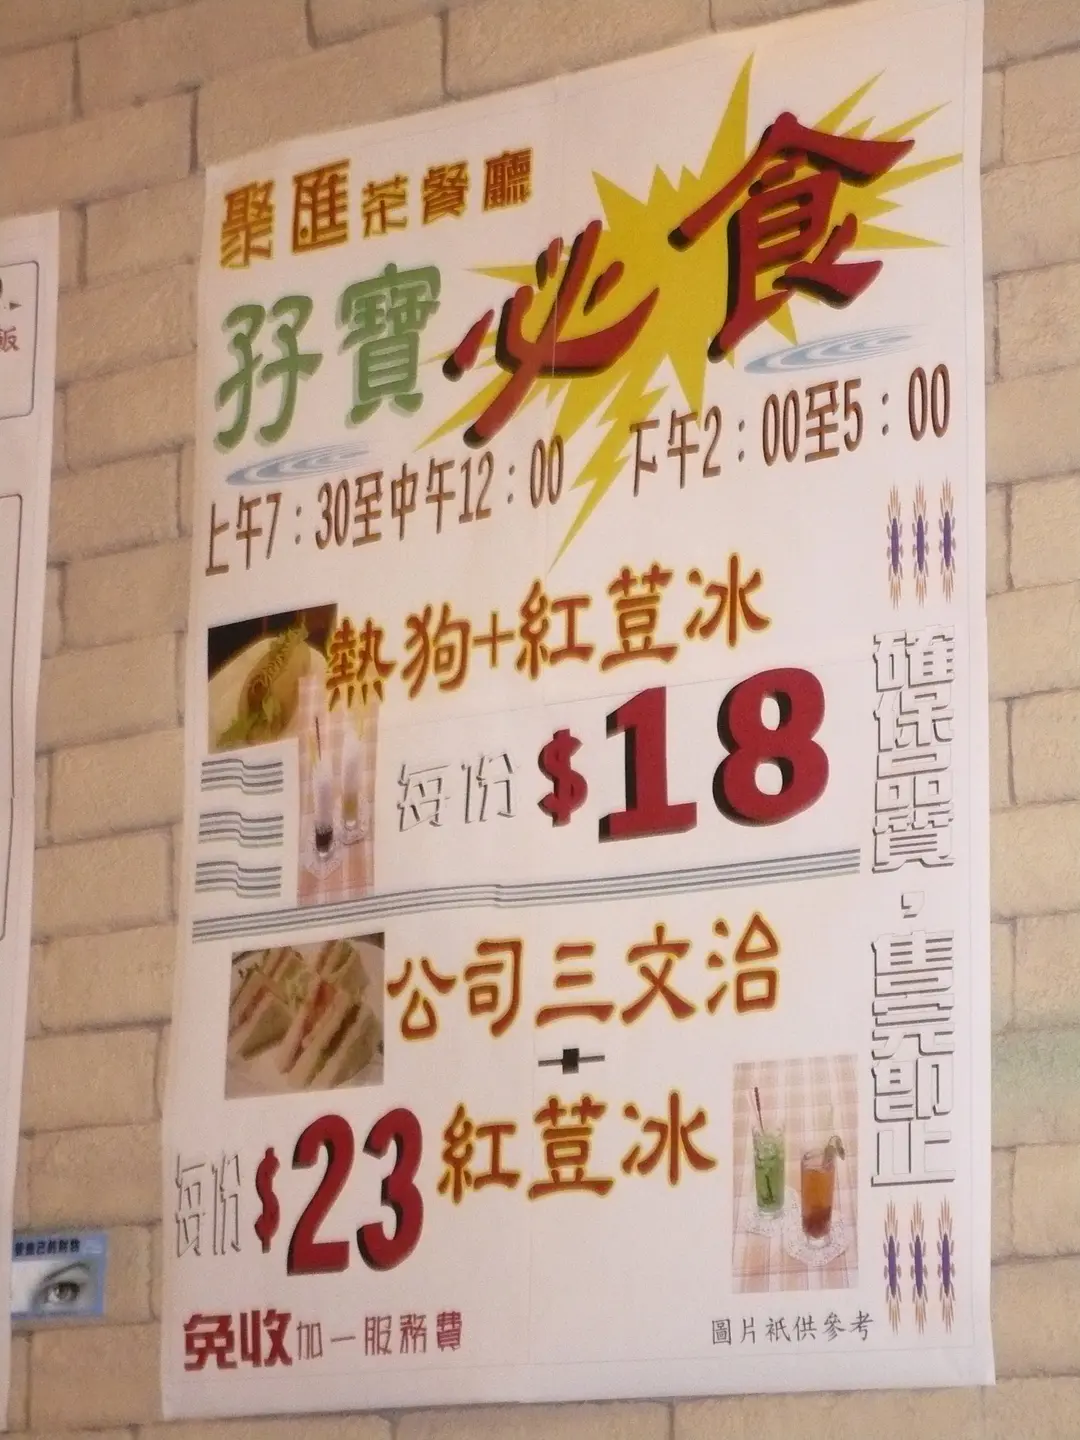 聚匯茶餐廳
孖寶必食
上午7：30至中午12：00 下午2：00至5：00
熱狗+紅荳冰
每份$18
公司三文治
+
紅荳冰
每份$23
免收加一服務費
圖片祇供參考
確保品質，售完即止
飯